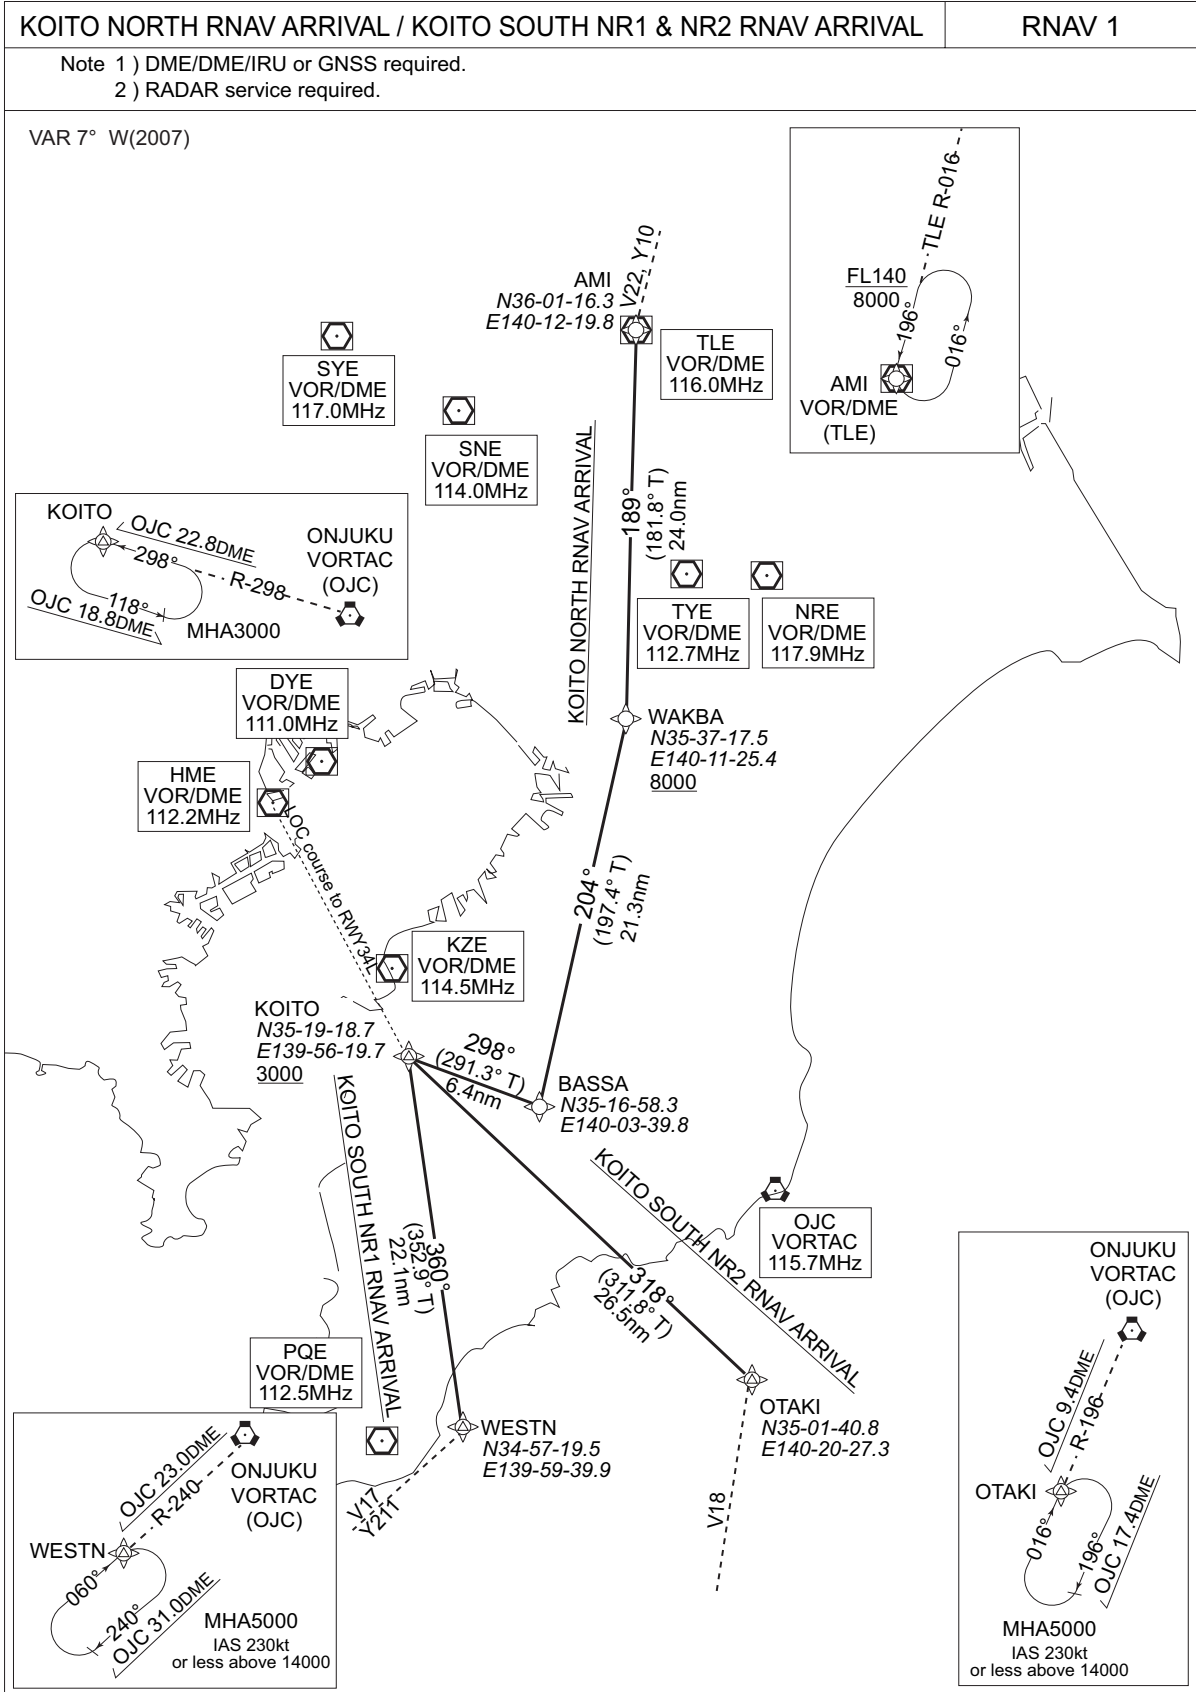 KOITO NORTH RNAV ARRIVAL / KOITO SOUTH NR1 & NR2 RNAV ARRIVAL
RNAV 1
Note 1 ) DME/DME/IRU or GNSS required.
2 ) RADAR service required.
VAR 7° W(2007)
TLE R-016
FL140
8000
196°
016°
AMI
VOR/DME
(TLE)
V22, Y10
AMI
N36-01-16.3
E140-12-19.8
TLE
VOR/DME
116.0MHz
SYE
VOR/DME
117.0MHz
SNE
VOR/DME
114.0MHz
KOITO NORTH RNAV ARRIVAL
189°
(181.8° T)
24.0nm
KOITO
OJC 22.8DME
298°
R-298
ONJUKU
VORTAC
(OJC)
118°
OJC 18.8DME
MHA3000
TYE
VOR/DME
112.7MHz
NRE
VOR/DME
117.9MHz
DYE
VOR/DME
111.0MHz
WAKBA
N35-37-17.5
E140-11-25.4
8000
HME
VOR/DME
112.2MHz
LOC course to RWY34L
204°
(197.4° T)
21.3nm
KZE
VOR/DME
114.5MHz
KOITO
N35-19-18.7
E139-56-19.7
3000
298°
(291.3° T)
6.4nm
BASSA
N35-16-58.3
E140-03-39.8
KOITO SOUTH NR1 RNAV ARRIVAL
360°
(352.9° T)
22.1nm
KOITO SOUTH NR2 RNAV ARRIVAL
318°
(311.8° T)
26.5nm
OJC
VORTAC
115.7MHz
PQE
VOR/DME
112.5MHz
WESTN
N34-57-19.5
E139-59-39.9
V17
Y211
OTAKI
N35-01-40.8
E140-20-27.3
V18
OJC 23.0DME
R-240
ONJUKU
VORTAC
(OJC)
WESTN
060°
240°
OJC 31.0DME
MHA5000
IAS 230kt
or less above 14000
ONJUKU
VORTAC
(OJC)
OJC 9.4DME
R-196
OTAKI
016°
196°
OJC 17.4DME
MHA5000
IAS 230kt
or less above 14000